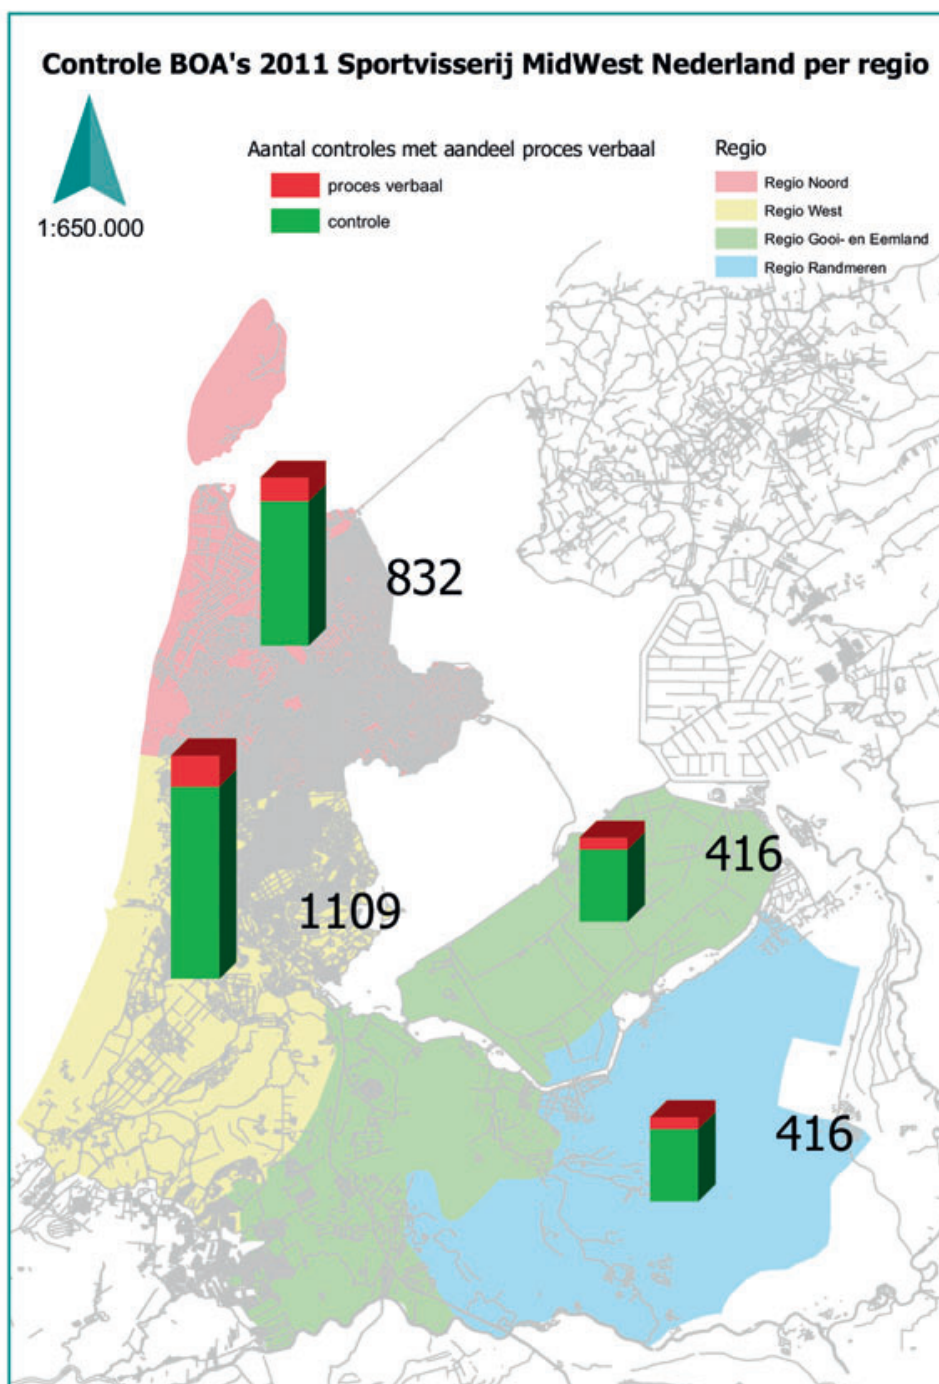 Controle BOA's 2011 Sportvisserij MidWest Nederland per regio
1:650.000
Aantal controles met aandeel proces verbaal
proces verbaal
controle
Regio
Regio Noord
Regio West
Regio Gooi- en Eemland
Regio Randmeren
832
1109
416
416